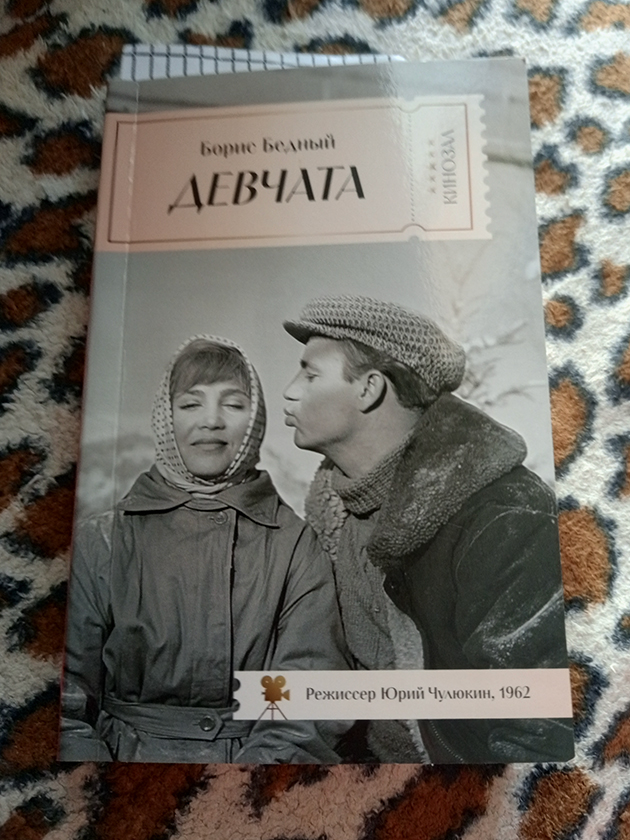 Борис Бедный
ДЕВЧАТА
КИНОЗАЛ
Режиссер Юрий Чулюкин, 1962